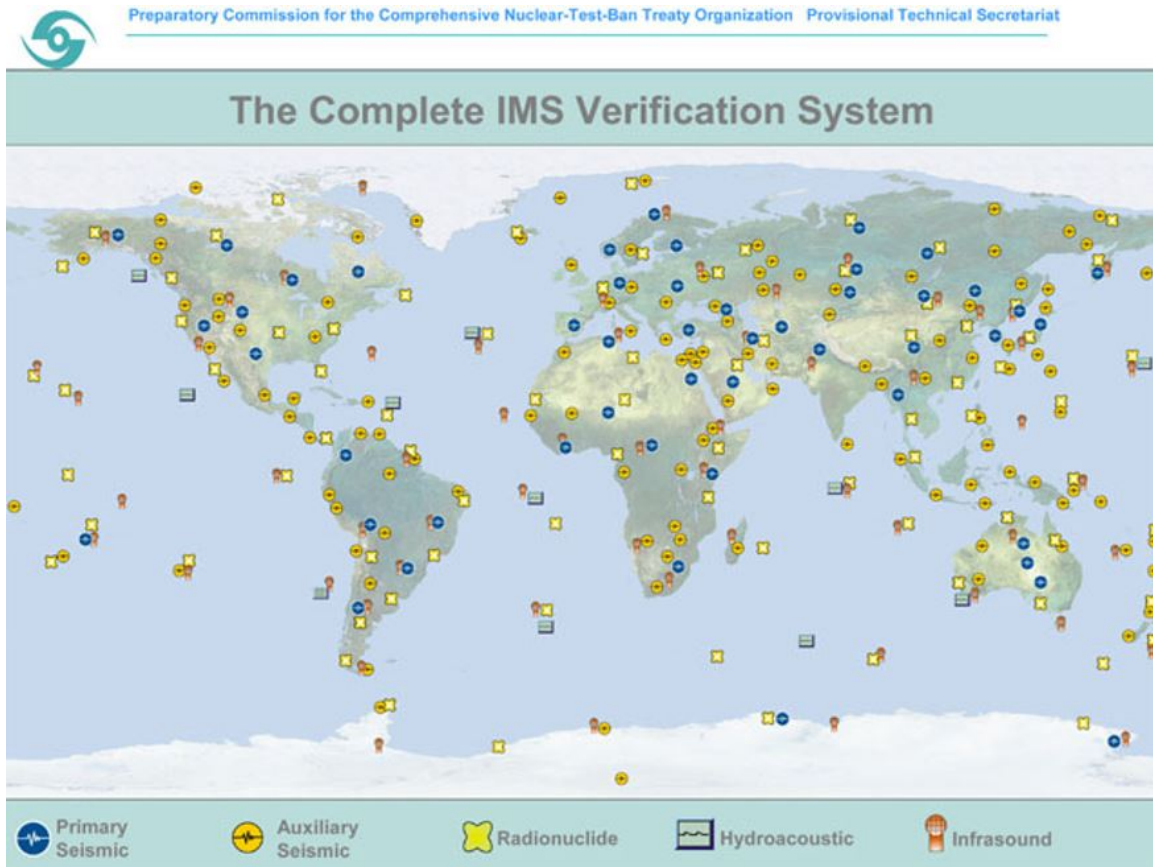 Preparatory Commission for the Comprehensive Nuclear-Test-Ban Treaty Organization Provisional Technical Secretariat
The Complete IMS Verification System
Primary
Seismic
Auxiliary
Seismic
Radionuclide
Hydroacoustic
Infrasound